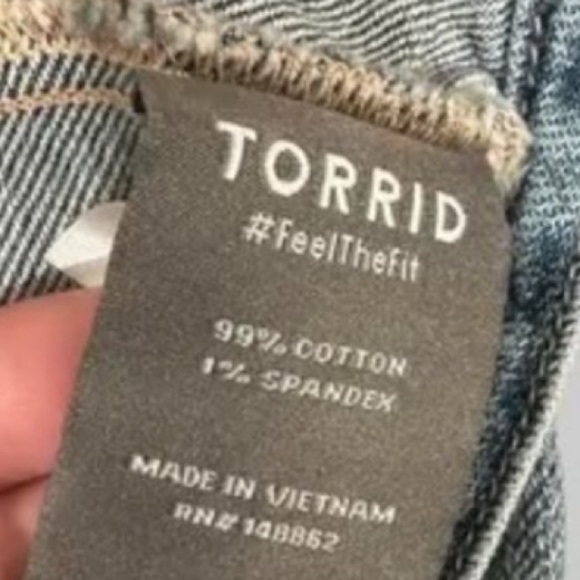 TORRID
#FeelTheFit
99% COTTON
1% SPANDEX
MADE IN VIETNAM
RN# 148862